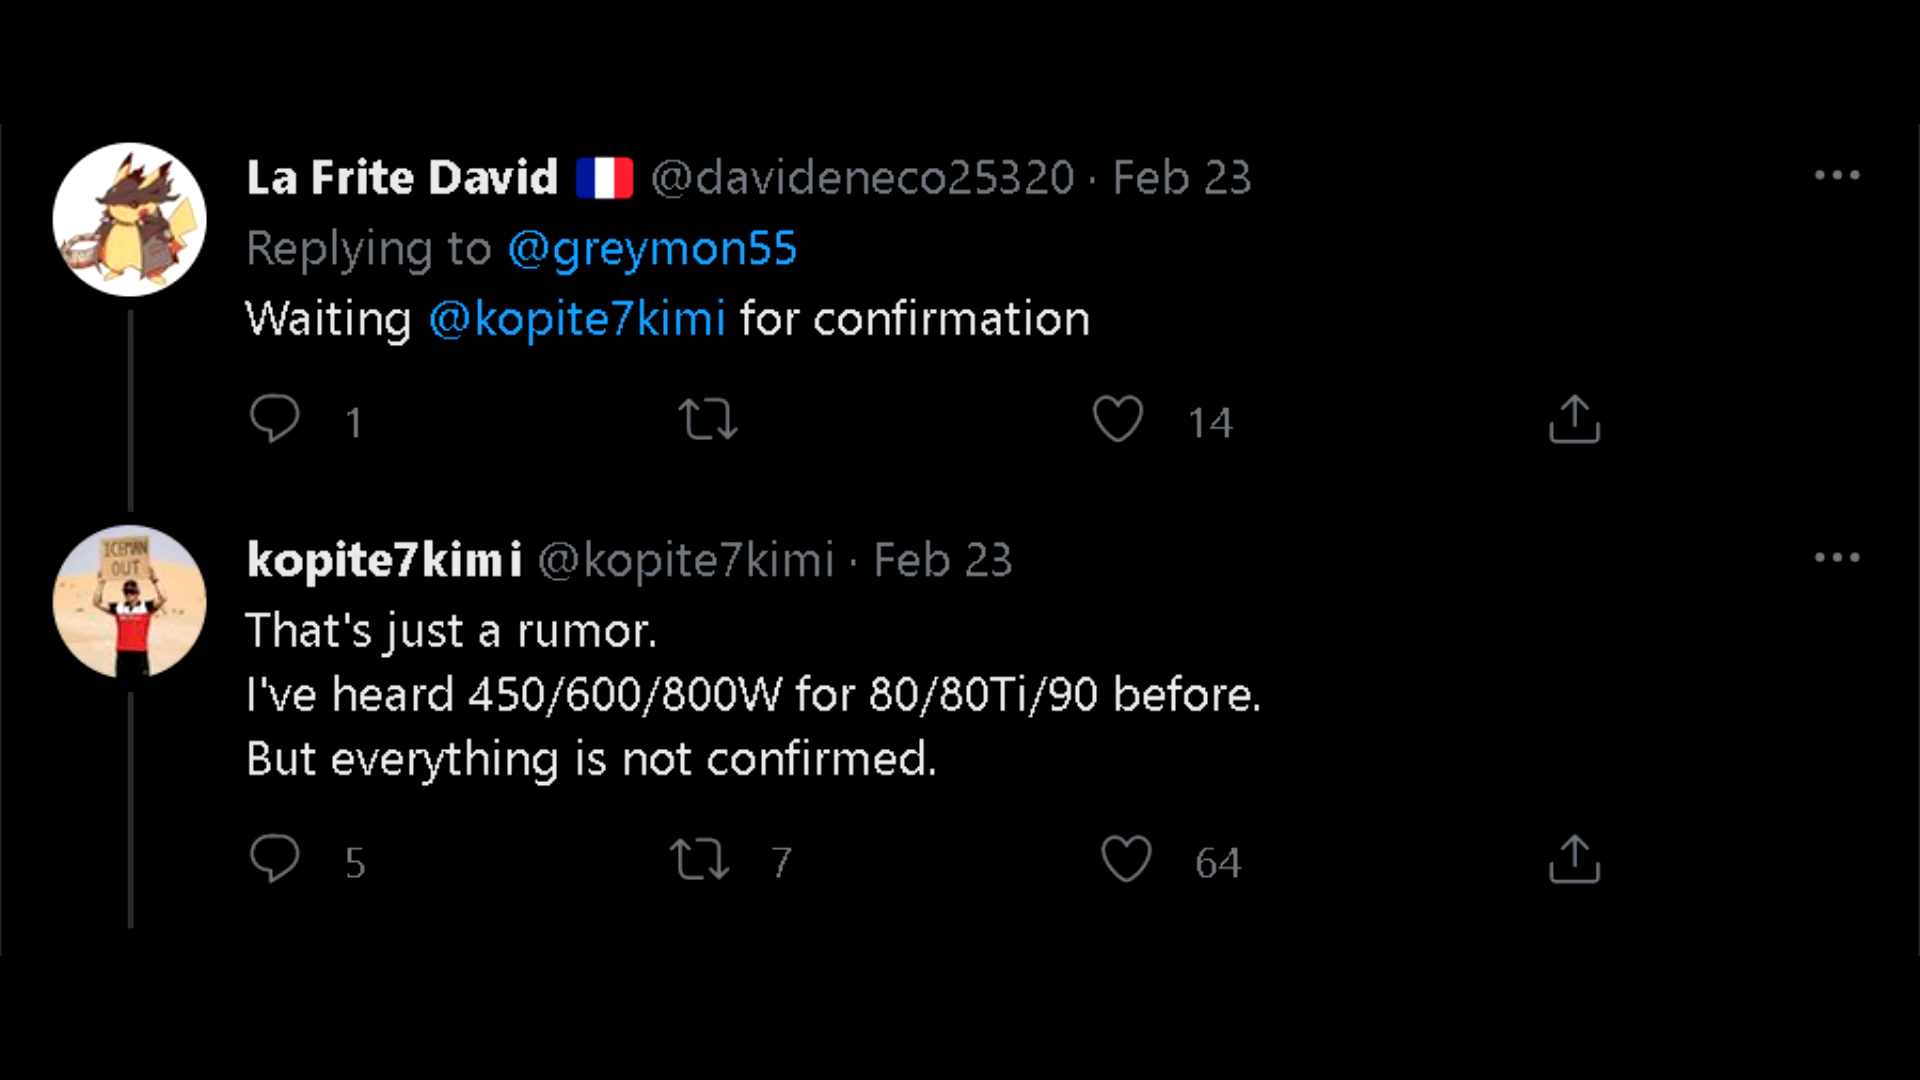 La Frite David 🇫🇷 @davideneco25320 · Feb 23
Replying to @greymon55
Waiting @kopite7kimi for confirmation
1 14
ICEMAN
OUT
kopite7kimi @kopite7kimi · Feb 23
That's just a rumor.
I've heard 450/600/800W for 80/80Ti/90 before.
But everything is not confirmed.
5 7 64